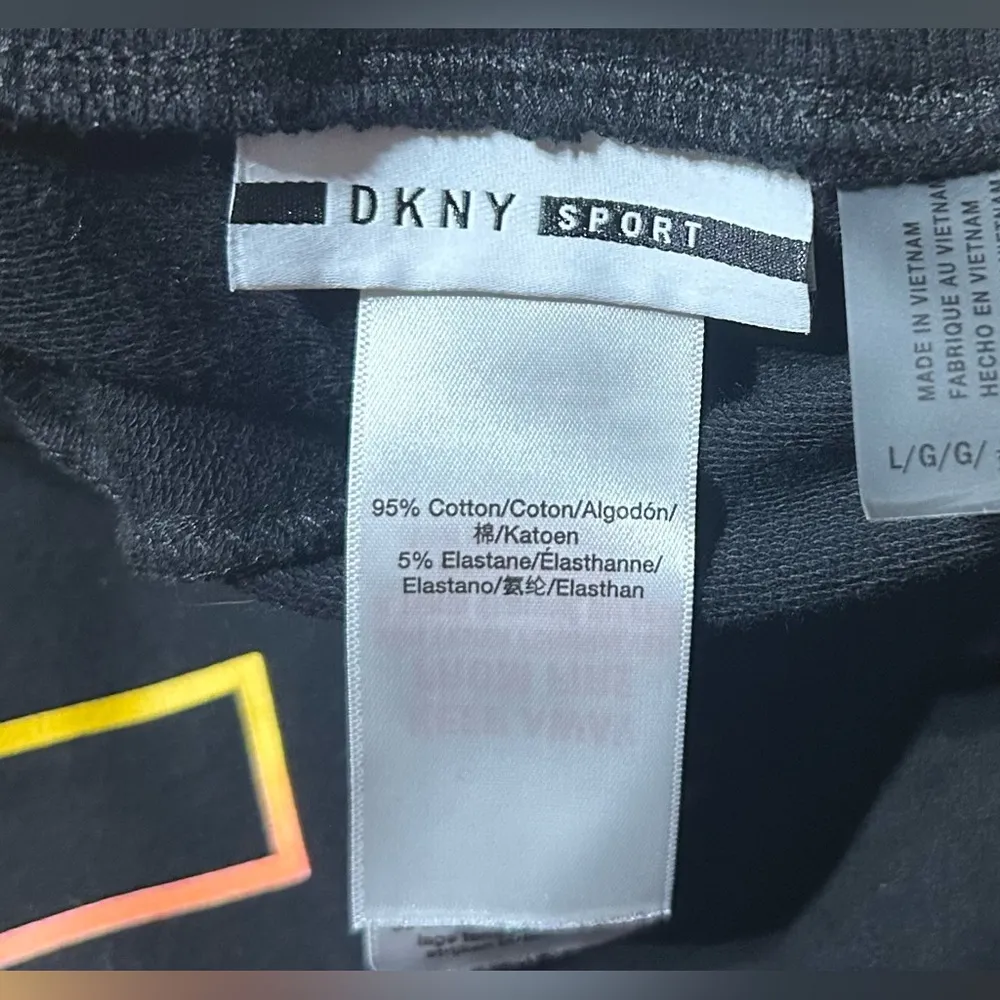 DKNY SPORT
95% Cotton/Coton/Algodón/
棉/Katoen
5% Elastane/Élasthanne/
Elastano/氨纶/Elasthan
MADE IN VIETNAM
FABRIQUE AU VIETNAM
HECHO EN VIETNAM
L/G/G/